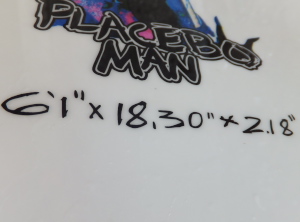 PLACEBO
MAN
6'1" x 18.30" x 2.18"